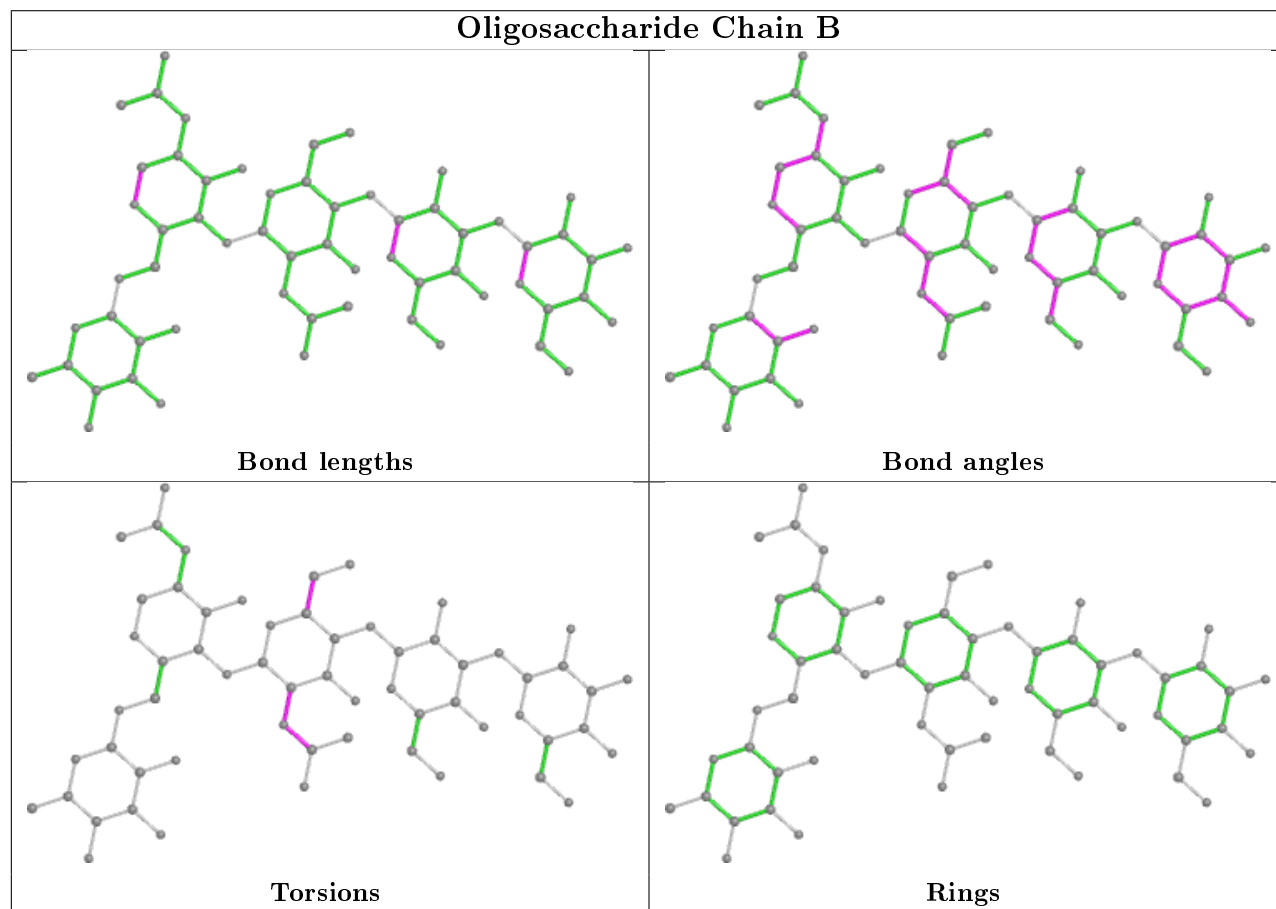 Oligosaccharide Chain B
Bond lengths
Bond angles
Torsions
Rings